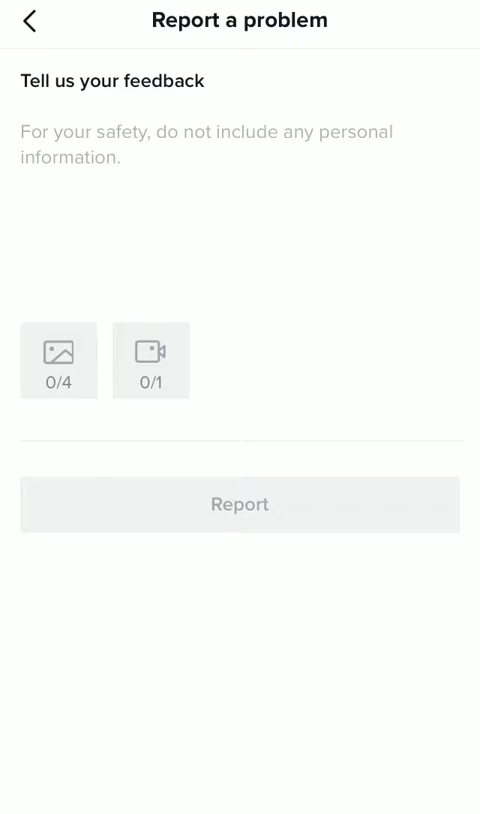 Report a problem
Tell us your feedback
For your safety, do not include any personal
information.
0/4
0/1
Report